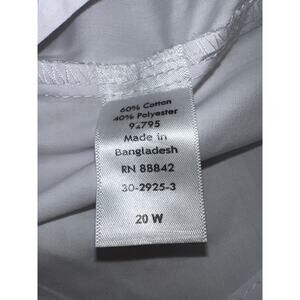 60% Cotton
40% Polyester
92795
Made in
Bangladesh
RN 88842
30-2925-3
20 W